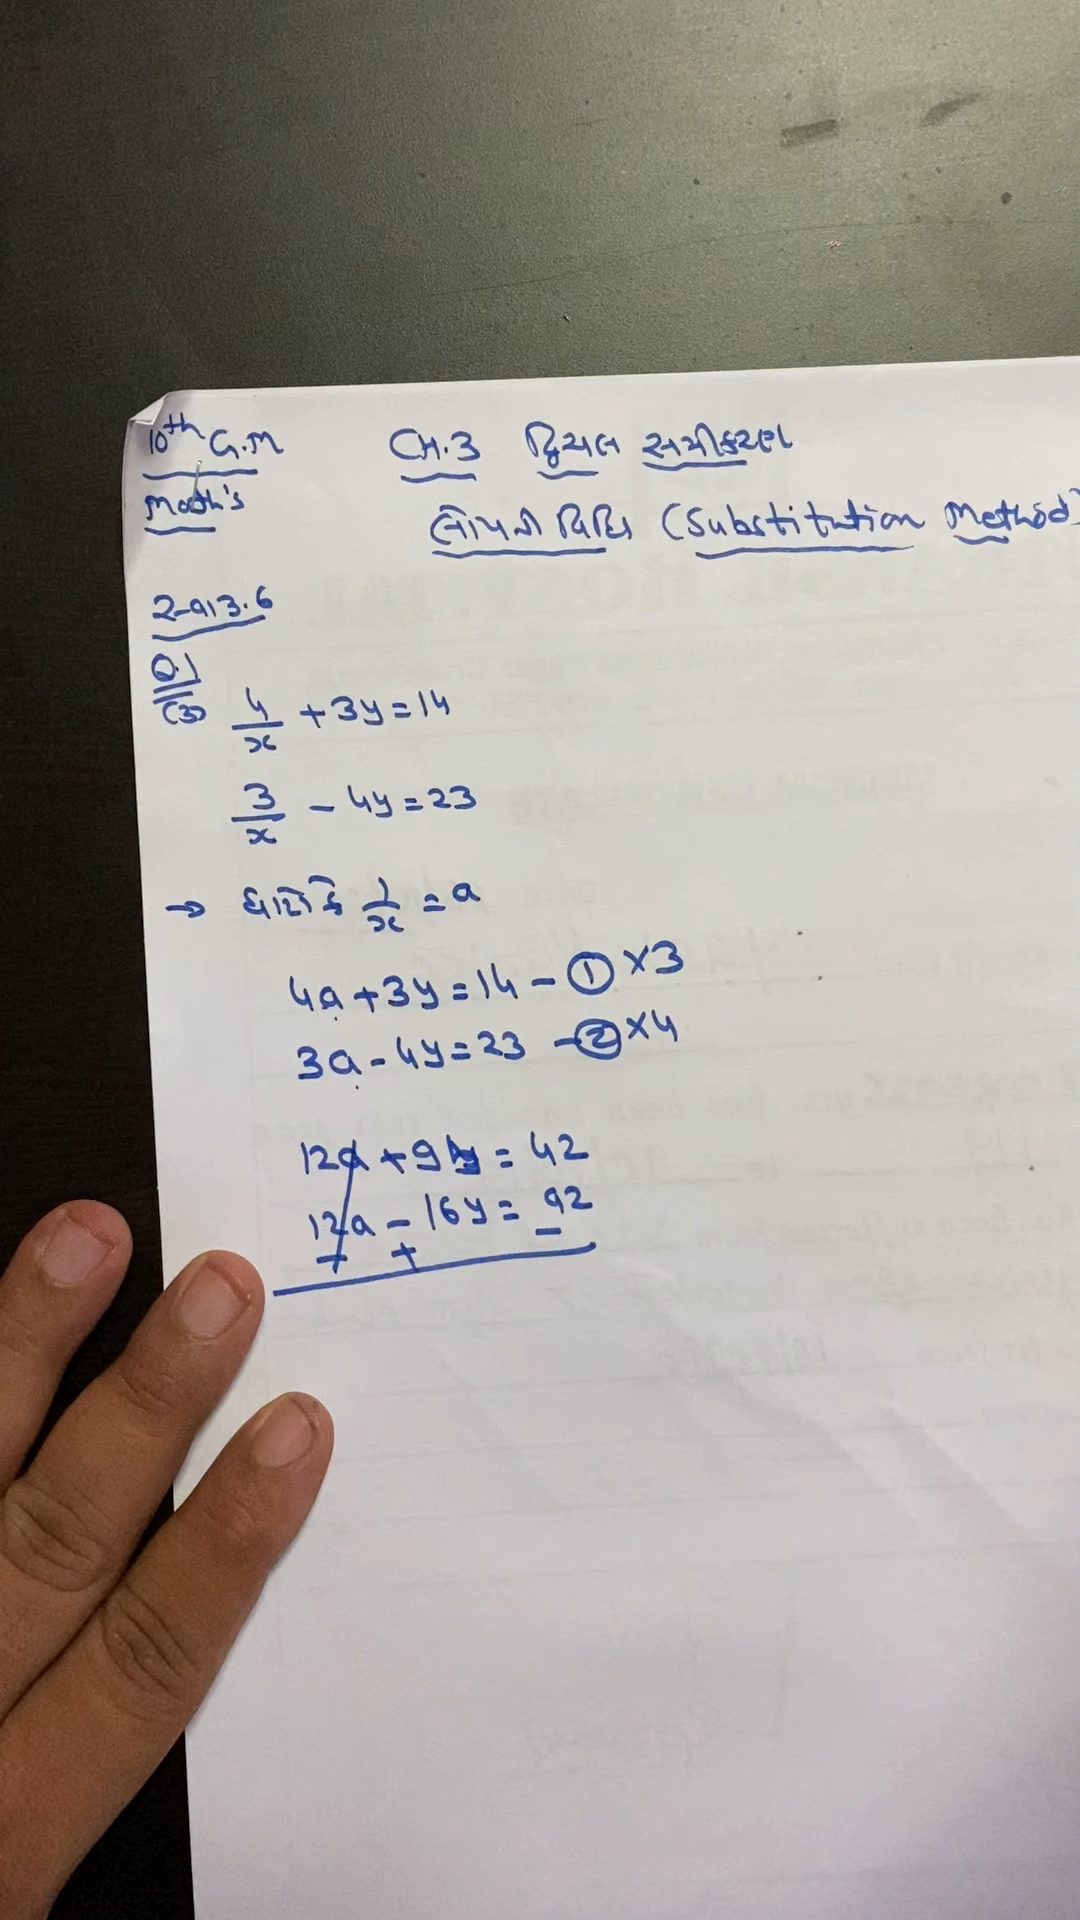 10th G.M
Math's
CH.3 દ્વિચલ સમીકરણ
લોપની વિધિ (Substitution Method)
સ્વા 3.6
Q.1
(3) 4/x + 3y = 14
3/x - 4y = 23
→ ધારો કે 1/x = a
4a + 3y = 14 - ① × 3
3a - 4y = 23 - ② × 4
12a + 9y = 42
12a - 16y = 92
- + -